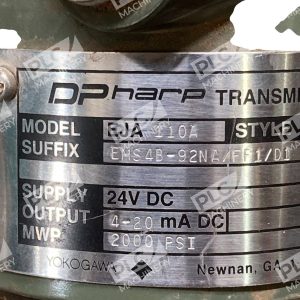 DPharp TRANSM
MODEL EJA 110A STYLE
SUFFIX EMS4B-92NA/FF1/D1
SUPPLY 24V DC
OUTPUT 4-20 mA DC
MWP 2000 PSI
YOKOGAWA Newnan, GA